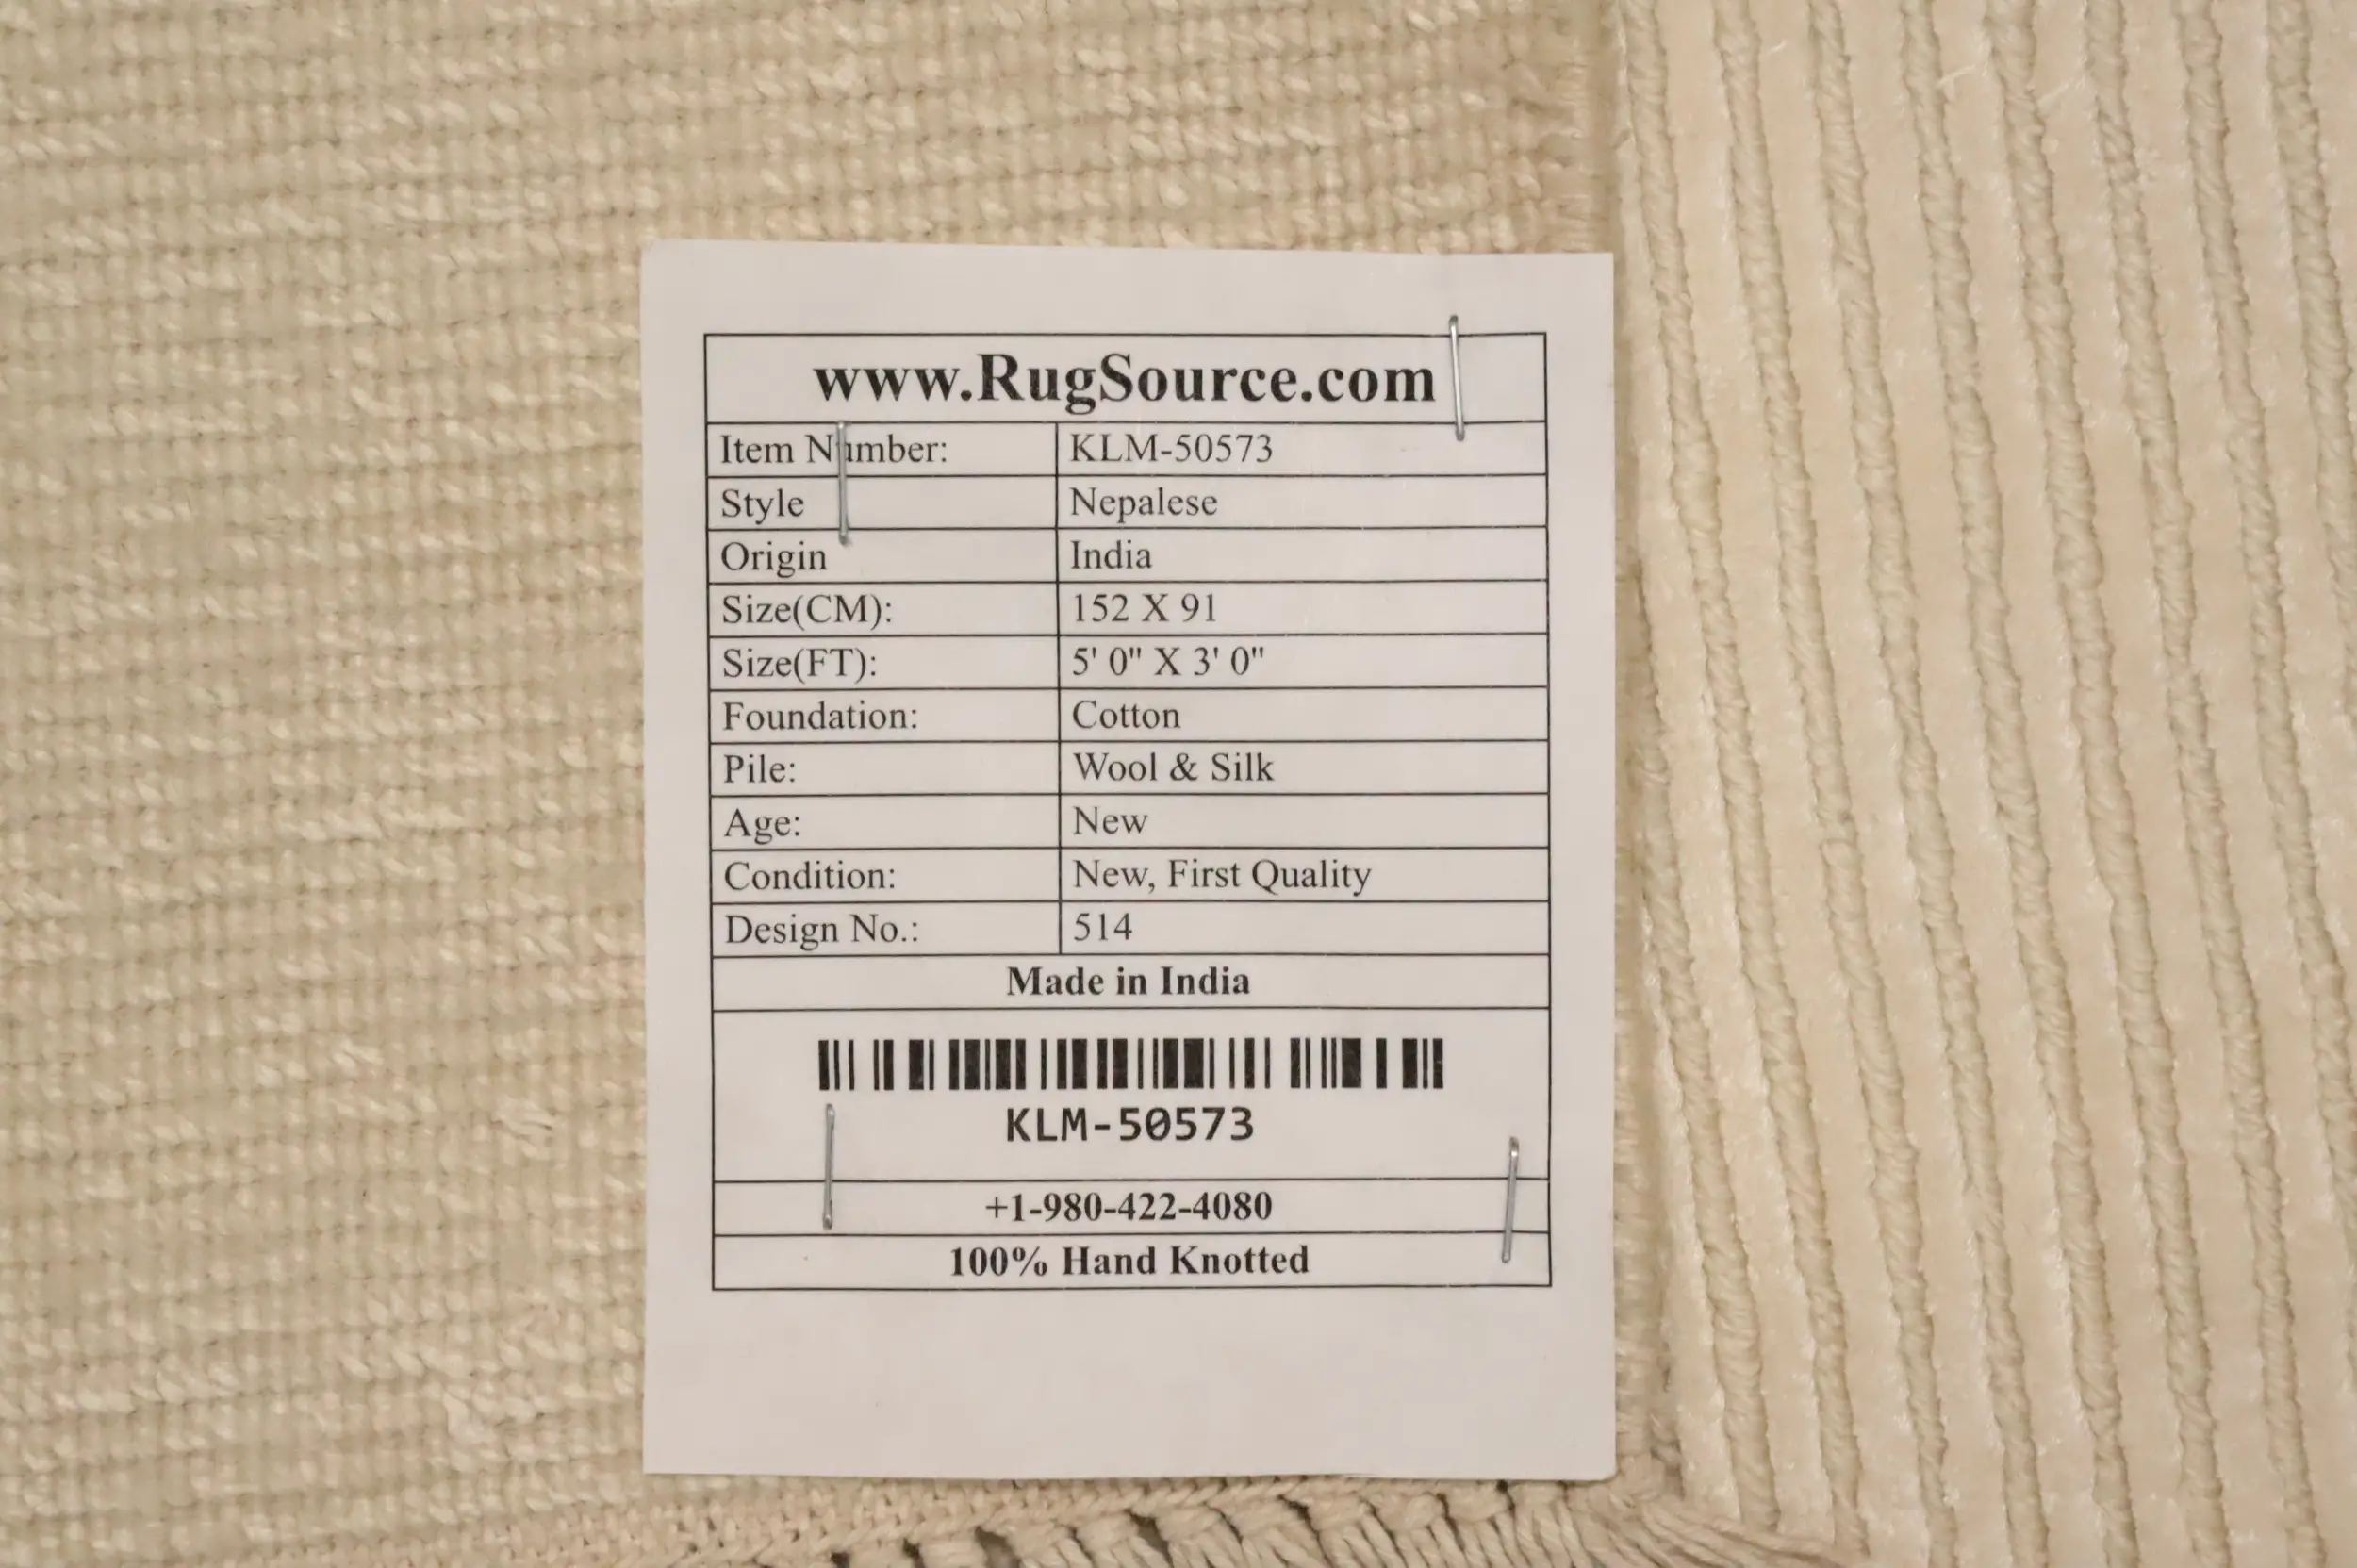 www.RugSource.com
Item Number: KLM-50573
Style Nepalese
Origin India
Size(CM): 152 X 91
Size(FT): 5' 0" X 3' 0"
Foundation: Cotton
Pile: Wool & Silk
Age: New
Condition: New, First Quality
Design No.: 514
Made in India
KLM-50573
+1-980-422-4080
100% Hand Knotted